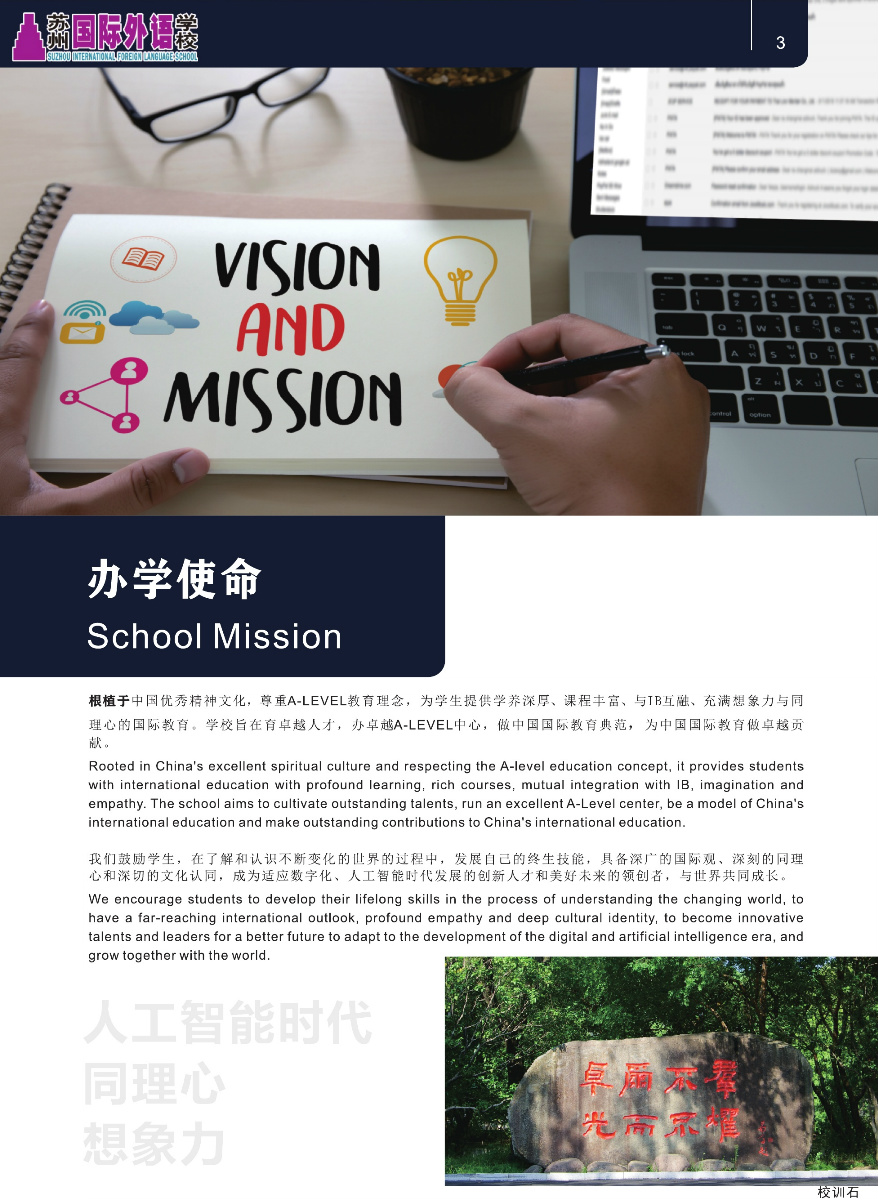 苏州国际外语学校
SUZHOU INTERNATIONAL FOREIGN LANGUAGE SCHOOL
3
VISION
AND
MISSION
办学使命
School Mission
根植于中国优秀精神文化，尊重A-LEVEL教育理念，为学生提供学养深厚、课程丰富、与IB互融、充满想象力与同
理心的国际教育。学校旨在育卓越人才，办卓越A-LEVEL中心，做中国国际教育典范，为中国国际教育做卓越贡
献。
Rooted in China's excellent spiritual culture and respecting the A-level education concept, it provides students
with international education with profound learning, rich courses, mutual integration with IB, imagination and
empathy. The school aims to cultivate outstanding talents, run an excellent A-Level center, be a model of China's
international education and make outstanding contributions to China's international education.
我们鼓励学生，在了解和认识不断变化的世界的过程中，发展自己的终生技能，具备深广的国际观、深刻的同理
心和深切的文化认同，成为适应数字化、人工智能时代发展的创新人才和美好未来的领创者，与世界共同成长。
We encourage students to develop their lifelong skills in the process of understanding the changing world, to
have a far-reaching international outlook, profound empathy and deep cultural identity, to become innovative
talents and leaders for a better future to adapt to the development of the digital and artificial intelligence era, and
grow together with the world.
人工智能时代
同理心
想象力
卓尔不群
光而不耀
校训石